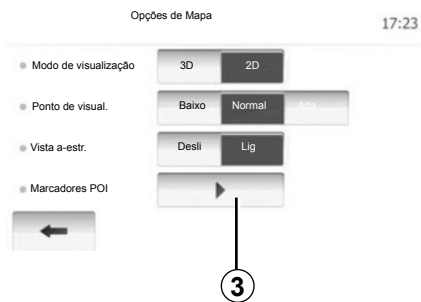 Opções de Mapa
17:23
Modo de visualização 3D 2D
Ponto de visual. Baixo Normal Alta
Vista a-estr. Desli Lig
Marcadores POI
3